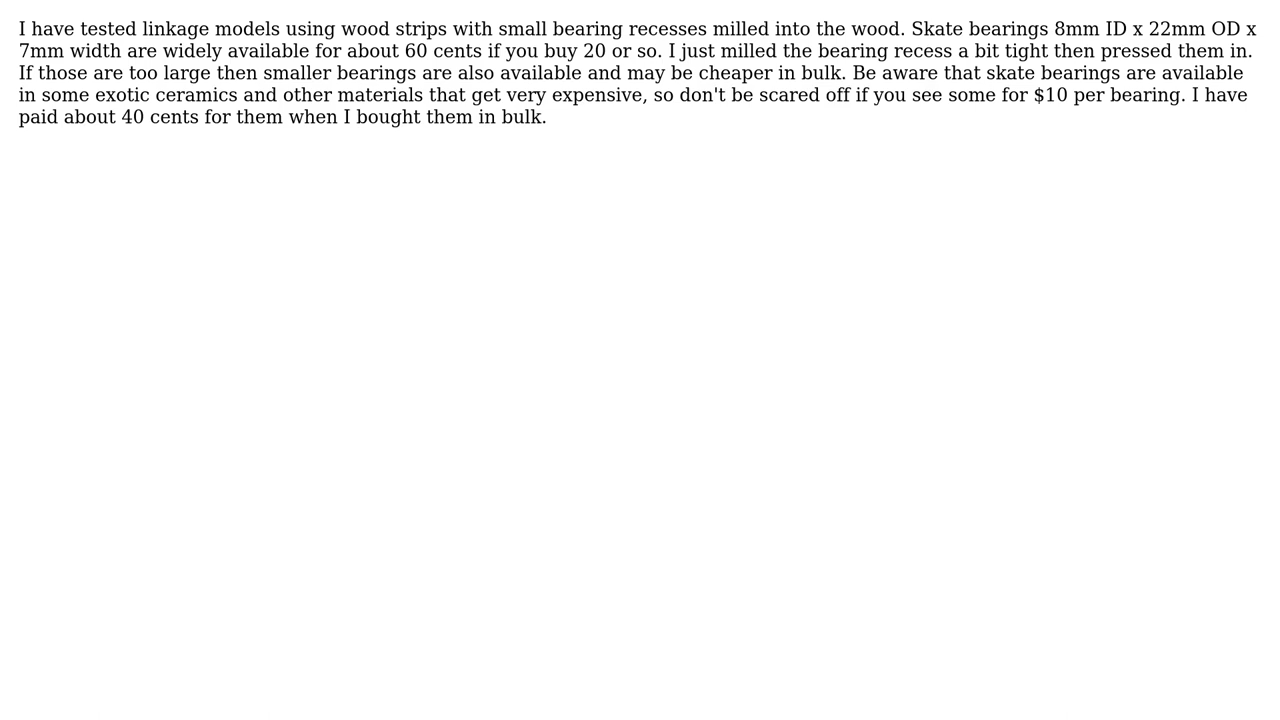 I have tested linkage models using wood strips with small bearing recesses milled into the wood. Skate bearings 8mm ID x 22mm OD x
7mm width are widely available for about 60 cents if you buy 20 or so. I just milled the bearing recess a bit tight then pressed them in.
If those are too large then smaller bearings are also available and may be cheaper in bulk. Be aware that skate bearings are available
in some exotic ceramics and other materials that get very expensive, so don't be scared off if you see some for $10 per bearing. I have
paid about 40 cents for them when I bought them in bulk.